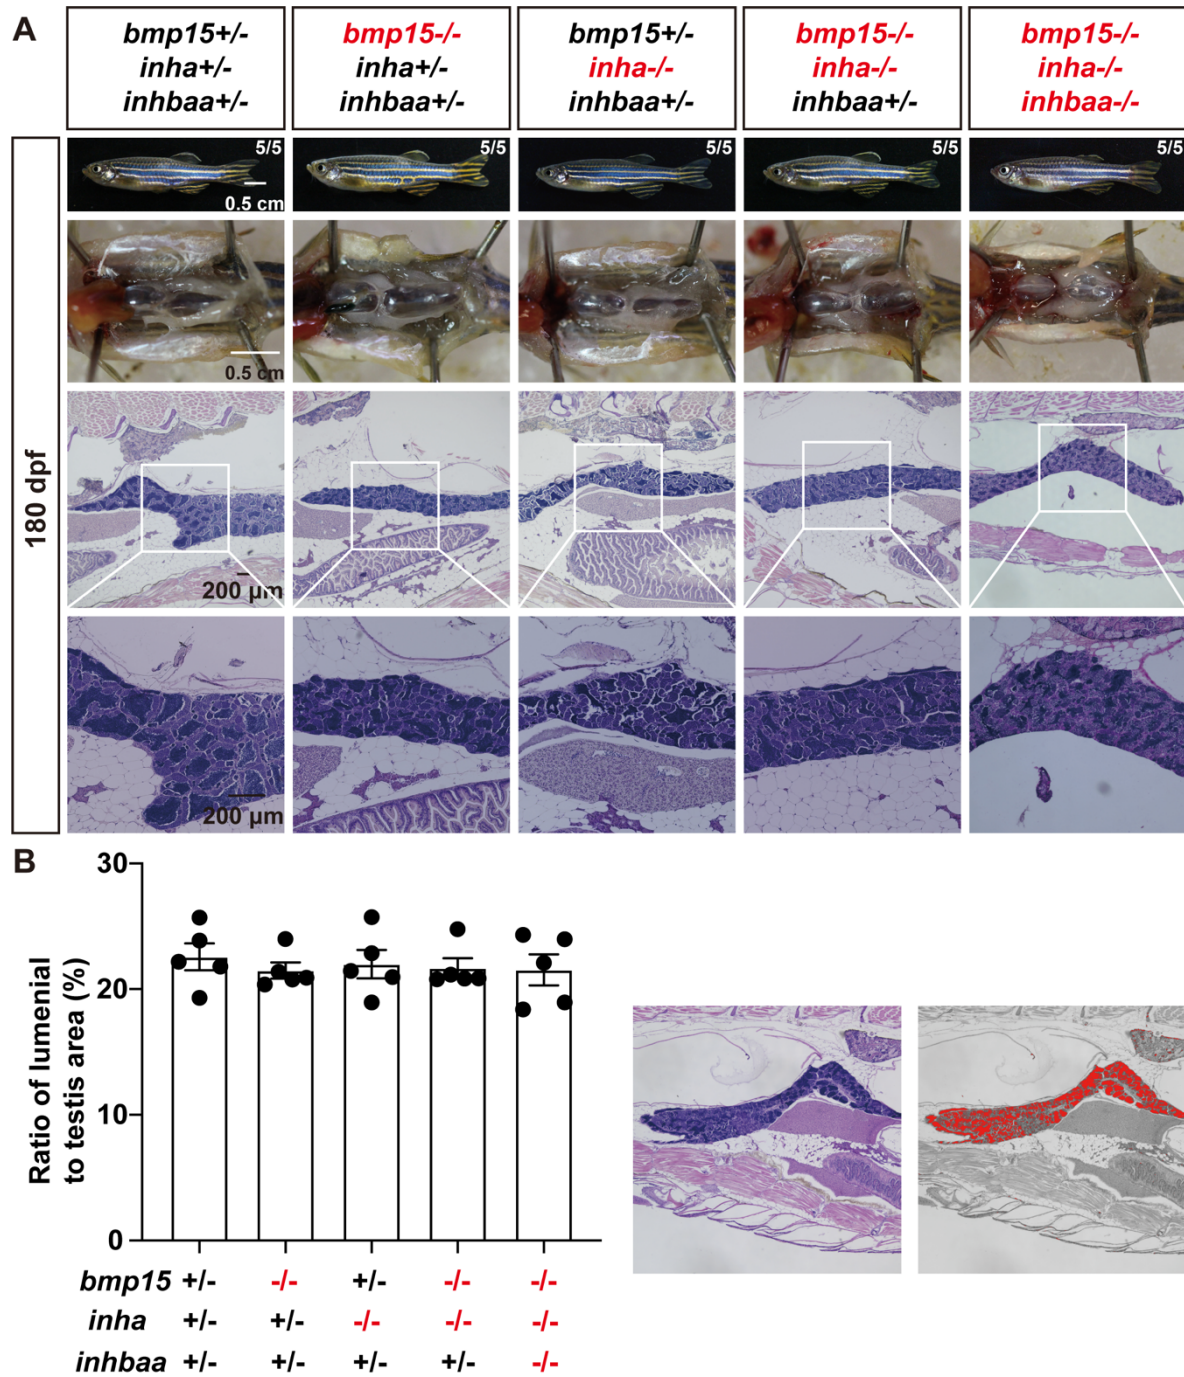 A
bmp15+/-
inha+/-
inhbaa+/-
bmp15-/-
inha+/-
inhbaa+/-
bmp15+/-
inha-/-
inhbaa+/-
bmp15-/-
inha-/-
inhbaa+/-
bmp15-/-
inha-/-
inhbaa-/-
180 dpf
5/5
0.5 cm
5/5
5/5
5/5
5/5
0.5 cm
200 µm
200 µm
B
Ratio of lumenial
to testis area (%)
30
20
10
0
bmp15 +/- -/- +/- -/- -/-
inha +/- +/- -/- -/- -/-
inhbaa +/- +/- +/- +/- -/-